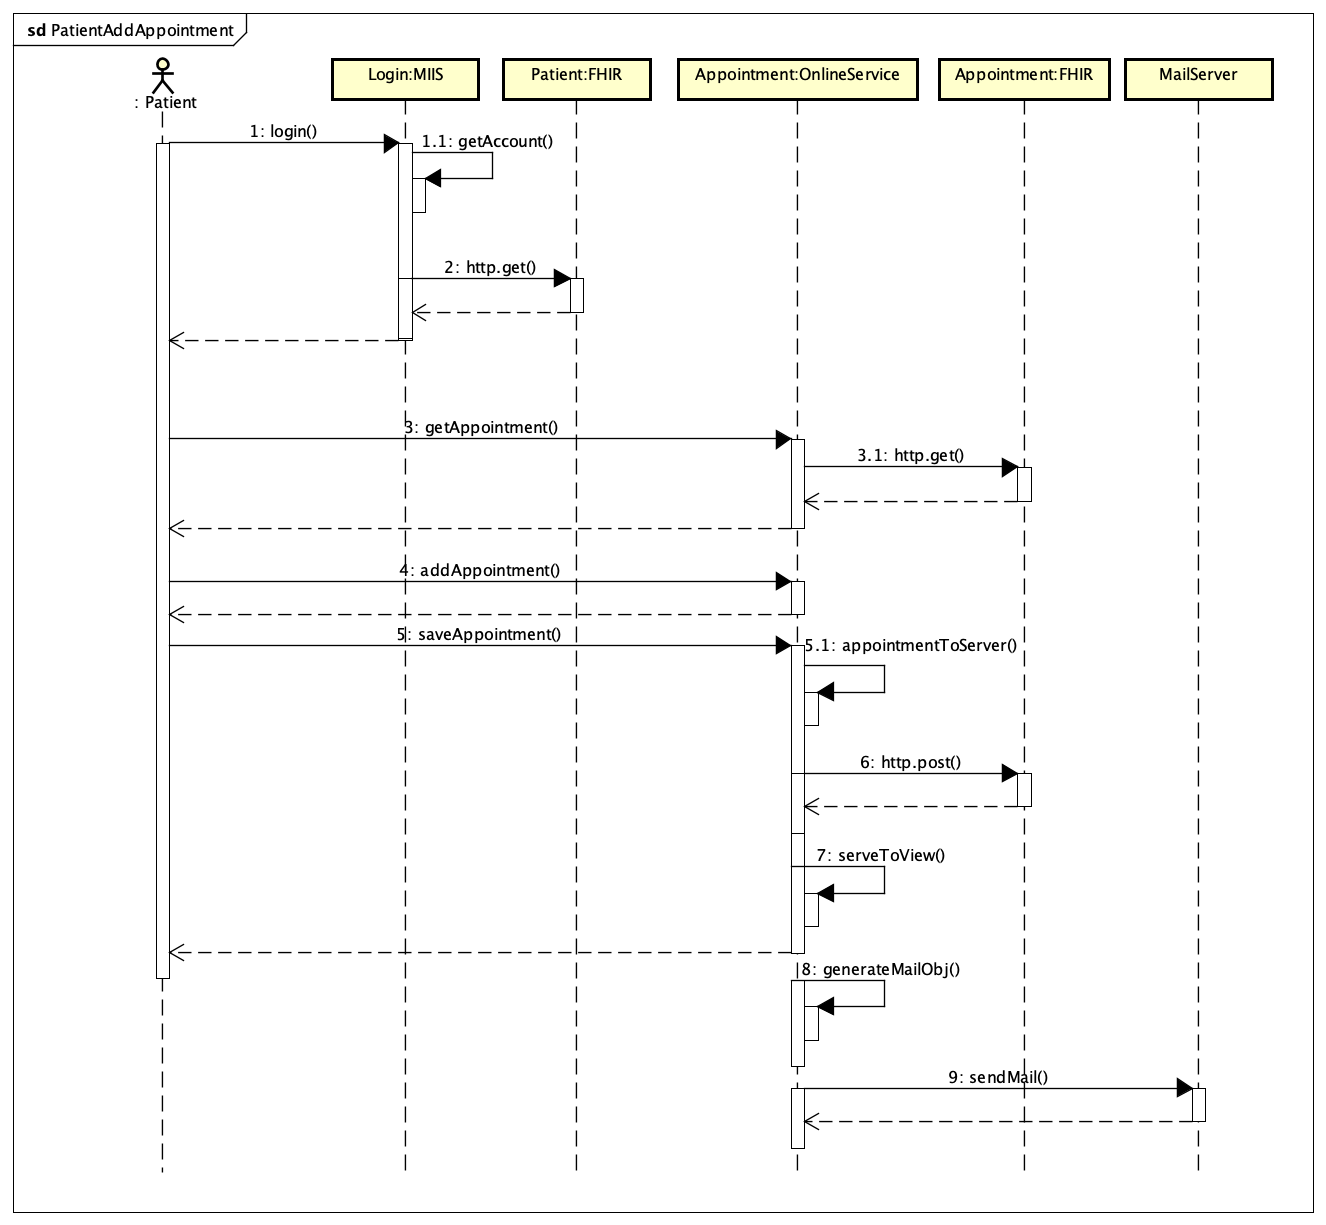 sd PatientAddAppointment
: Patient
Login:MIIS
Patient:FHIR
Appointment:OnlineService
Appointment:FHIR
MailServer
1: login()
1.1: getAccount()
2: http.get()
3: getAppointment()
3.1: http.get()
4: addAppointment()
5: saveAppointment()
5.1: appointmentToServer()
6: http.post()
7: serveToView()
8: generateMailObj()
9: sendMail()